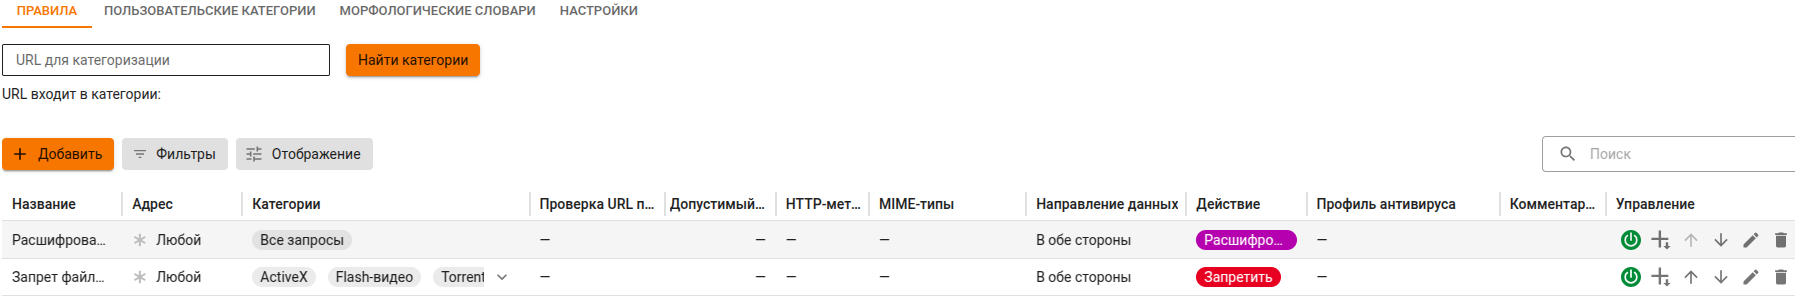 ПРАВИЛА ПОЛЬЗОВАТЕЛЬСКИЕ КАТЕГОРИИ МОРФОЛОГИЧЕСКИЕ СЛОВАРИ НАСТРОЙКИ
URL для категоризации Найти категории
URL входит в категории:
+ Добавить Фильтры Отображение Поиск
Название Адрес Категории Проверка URL п... Допустимый... HTTP-мет... MIME-типы Направление данных Действие Профиль антивируса Комментар... Управление
Расшифрова... Любой Все запросы — — — — В обе стороны Расшифро... —
Запрет файл... Любой ActiveX Flash-видео Torrent — — — — В обе стороны Запретить —